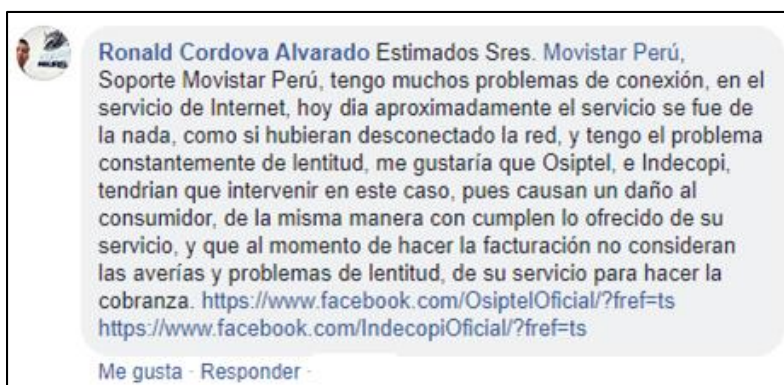 Ronald Cordova Alvarado Estimados Sres. Movistar Perú,
Soporte Movistar Perú, tengo muchos problemas de conexión, en el
servicio de Internet, hoy dia aproximadamente el servicio se fue de
la nada, como si hubieran desconectado la red, y tengo el problema
constantemente de lentitud, me gustaría que Osiptel, e Indecopi,
tendrian que intervenir en este caso, pues causan un daño al
consumidor, de la misma manera con cumplen lo ofrecido de su
servicio, y que al momento de hacer la facturación no consideran
las averías y problemas de lentitud, de su servicio para hacer la
cobranza. https://www.facebook.com/OsiptelOficial/?fref=ts
https://www.facebook.com/IndecopiOficial/?fref=ts
Me gusta · Responder ·